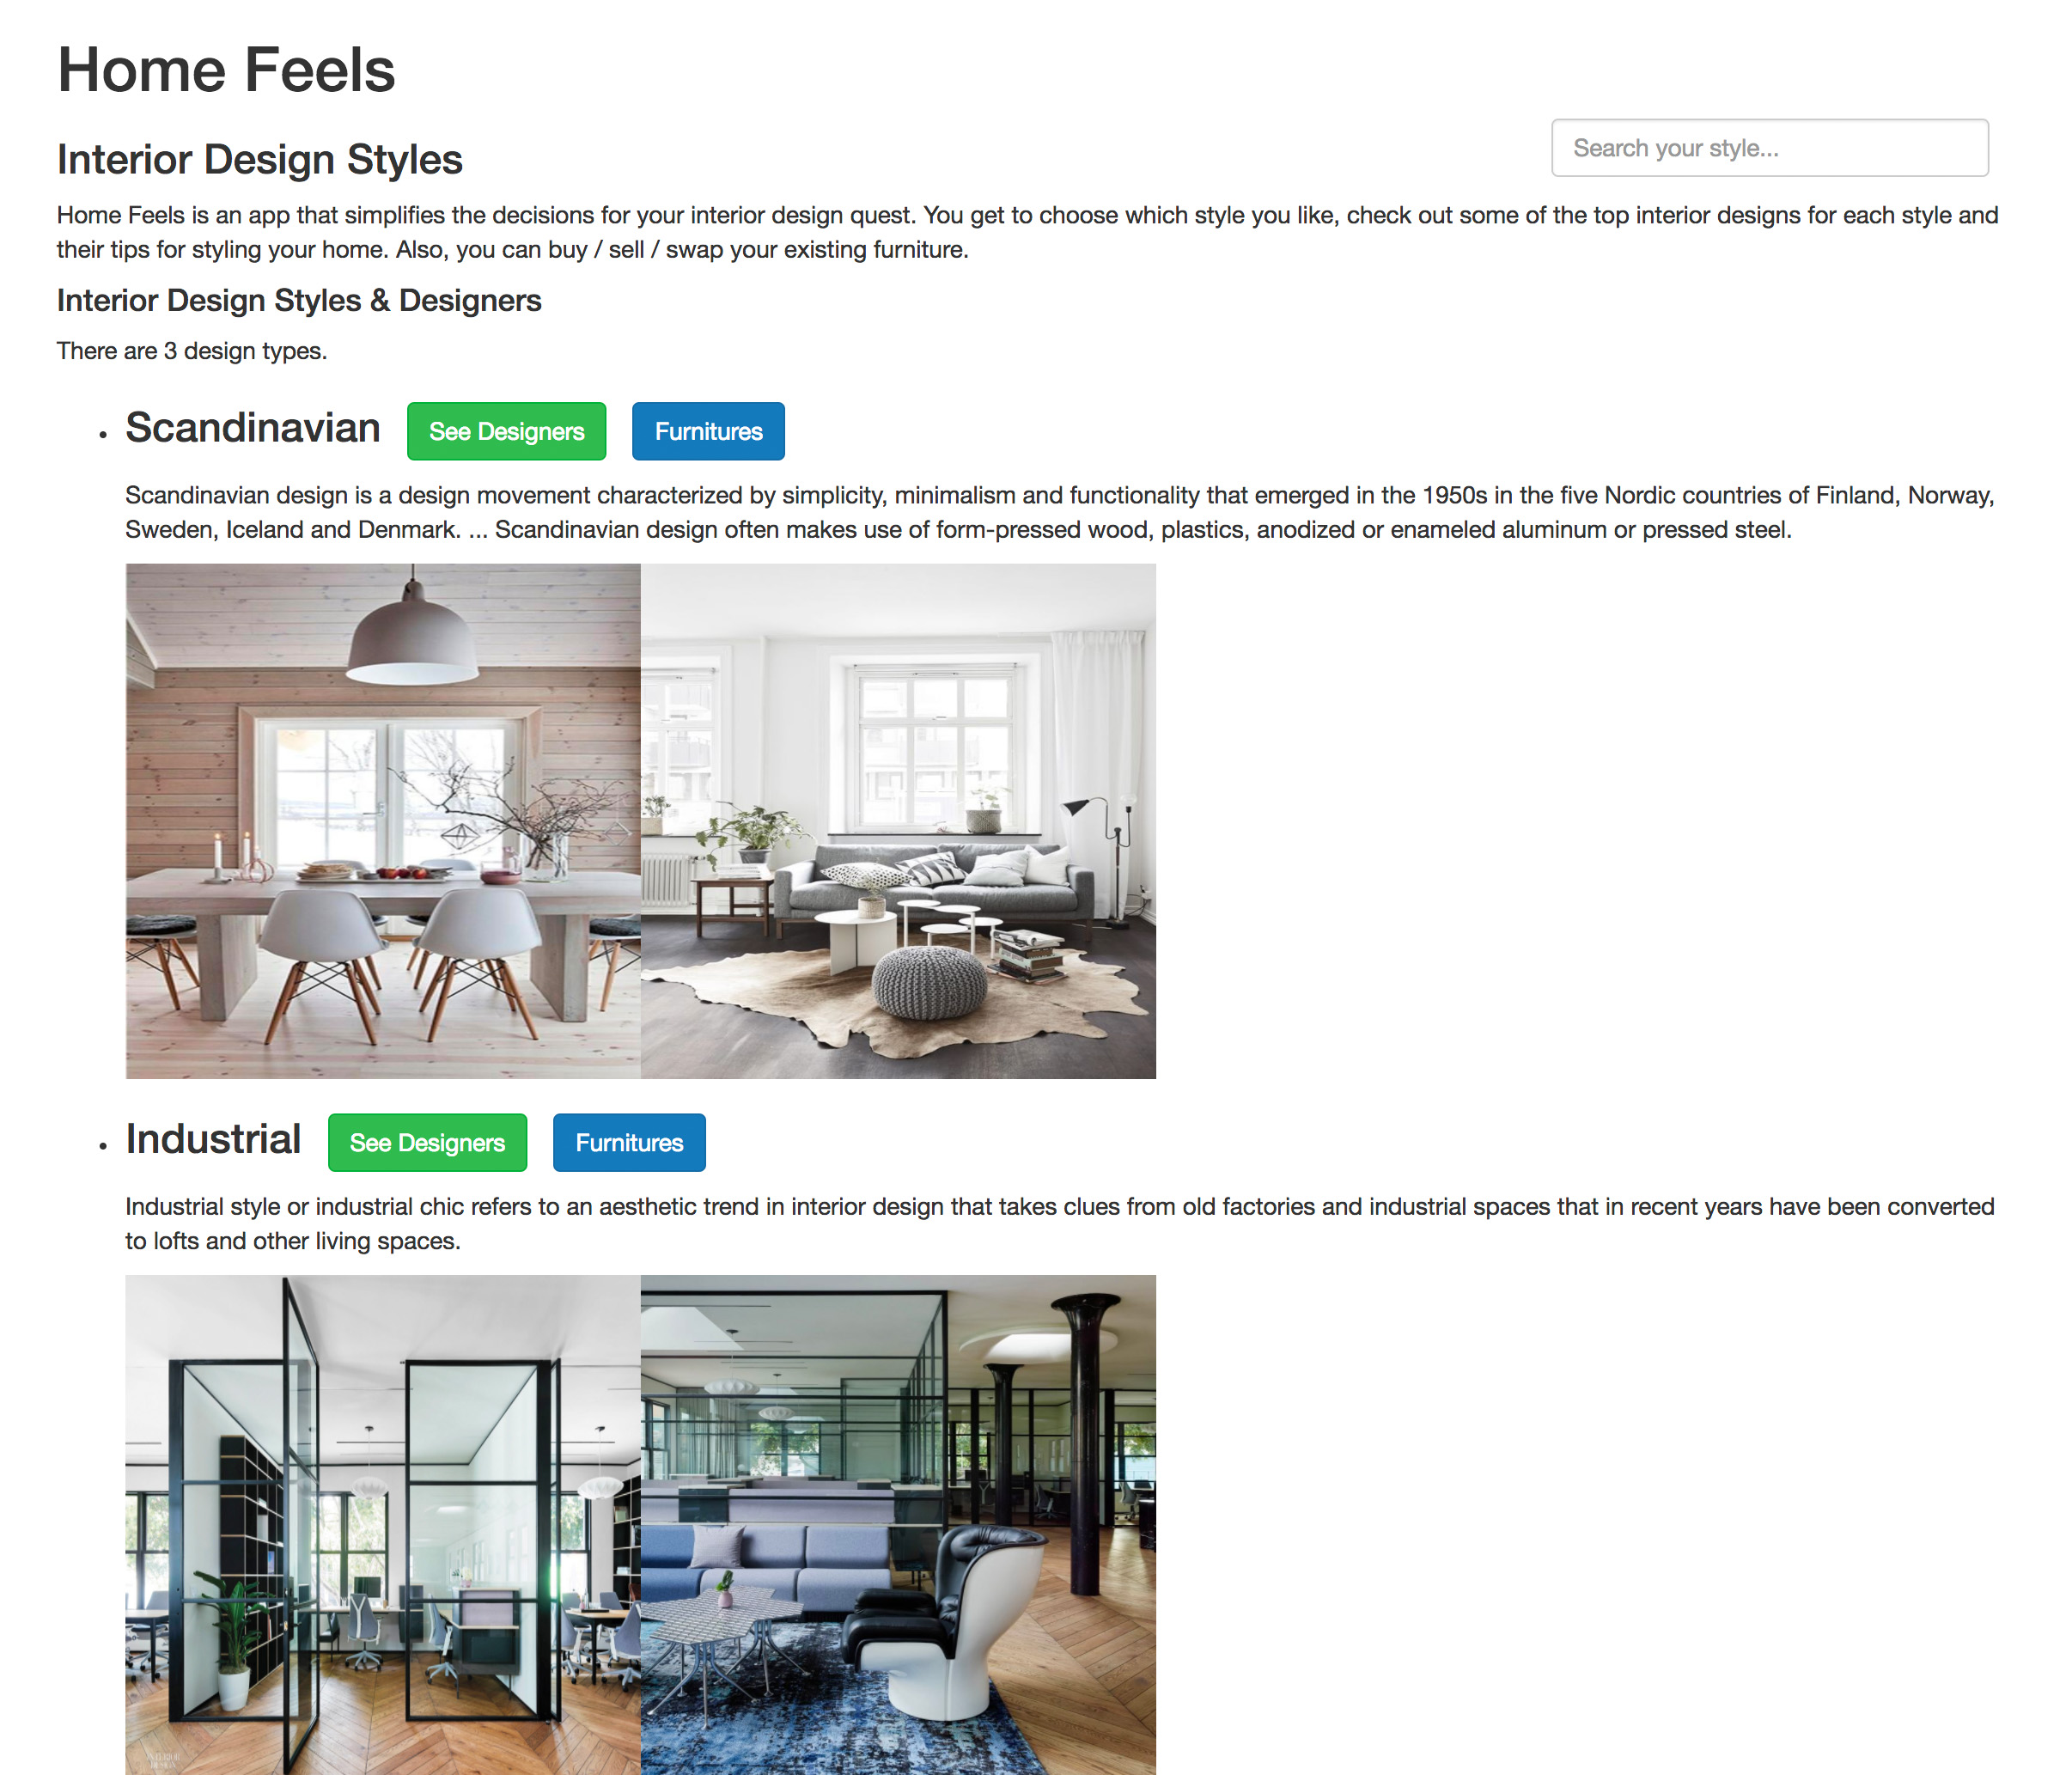 Home Feels
Search your style...
Interior Design Styles
Home Feels is an app that simplifies the decisions for your interior design quest. You get to choose which style you like, check out some of the top interior designs for each style and
their tips for styling your home. Also, you can buy / sell / swap your existing furniture.
Interior Design Styles & Designers
There are 3 design types.
Scandinavian See Designers Furnitures
Scandinavian design is a design movement characterized by simplicity, minimalism and functionality that emerged in the 1950s in the five Nordic countries of Finland, Norway,
Sweden, Iceland and Denmark. ... Scandinavian design often makes use of form-pressed wood, plastics, anodized or enameled aluminum or pressed steel.
Industrial See Designers Furnitures
Industrial style or industrial chic refers to an aesthetic trend in interior design that takes clues from old factories and industrial spaces that in recent years have been converted
to lofts and other living spaces.